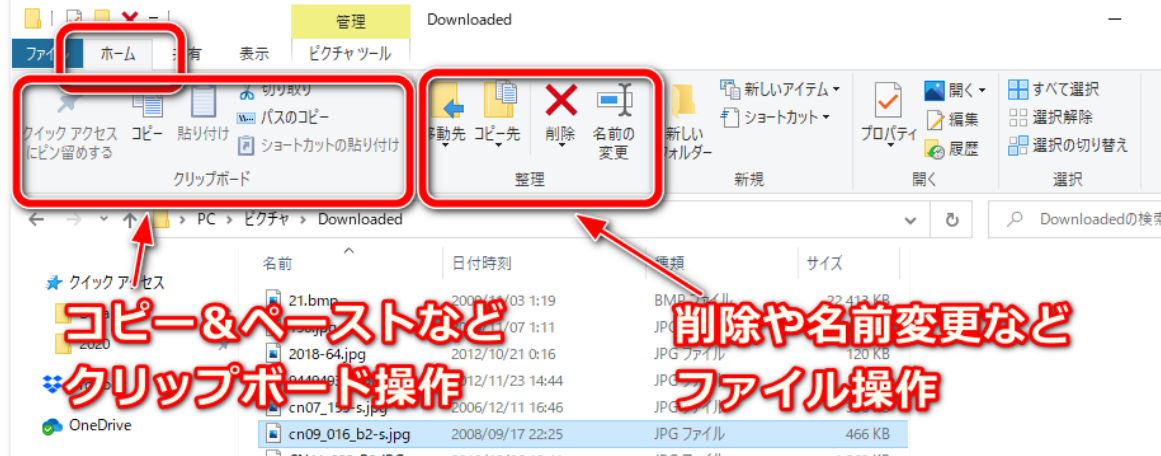 管理
Downloaded
ファイル
ホーム
共有
表示
ピクチャ ツール
クイック アクセス
にピン留めする
コピー
貼り付け
切り取り
パスのコピー
ショートカットの貼り付け
クリップボード
移動先
コピー先
削除
名前の
変更
整理
新しい
フォルダー
新しいアイテム
ショートカット
新規
プロパティ
開く
編集
履歴
開く
すべて選択
選択解除
選択の切り替え
選択
PC
ピクチャ
Downloaded
Downloadedの検索
名前
日付時刻
種類
サイズ
クイック アクセス
2020
OneDrive
21.bmp
2009/11/03 1:19
BMP ファイル
22,413 KB
/07 1:11
JPG
2018-64.jpg
2012/10/21 0:16
JPG ファイル
120 KB
2012/11/23 14:44
JPG
cn07_153-s.jpg
2006/12/11 16:46
JPG
cn09_016_b2-s.jpg
2008/09/17 22:25
JPG ファイル
466 KB
コピー&ペーストなど
クリップボード操作
削除や名前変更など
ファイル操作